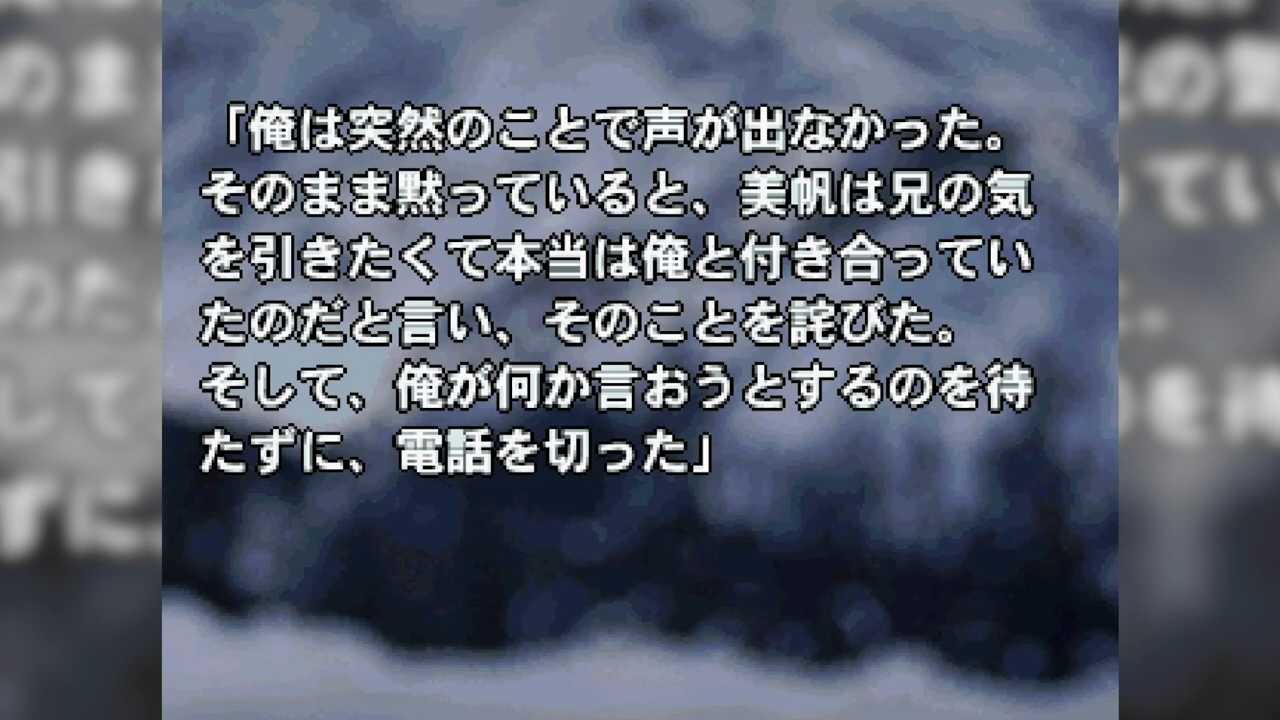 「俺は突然のことで声が出なかった。
そのまま黙っていると、美帆は兄の気
を引きたくて本当は俺と付き合ってい
たのだと言い、そのことを詫びた。
そして、俺が何か言おうとするのを待
たずに、電話を切った」